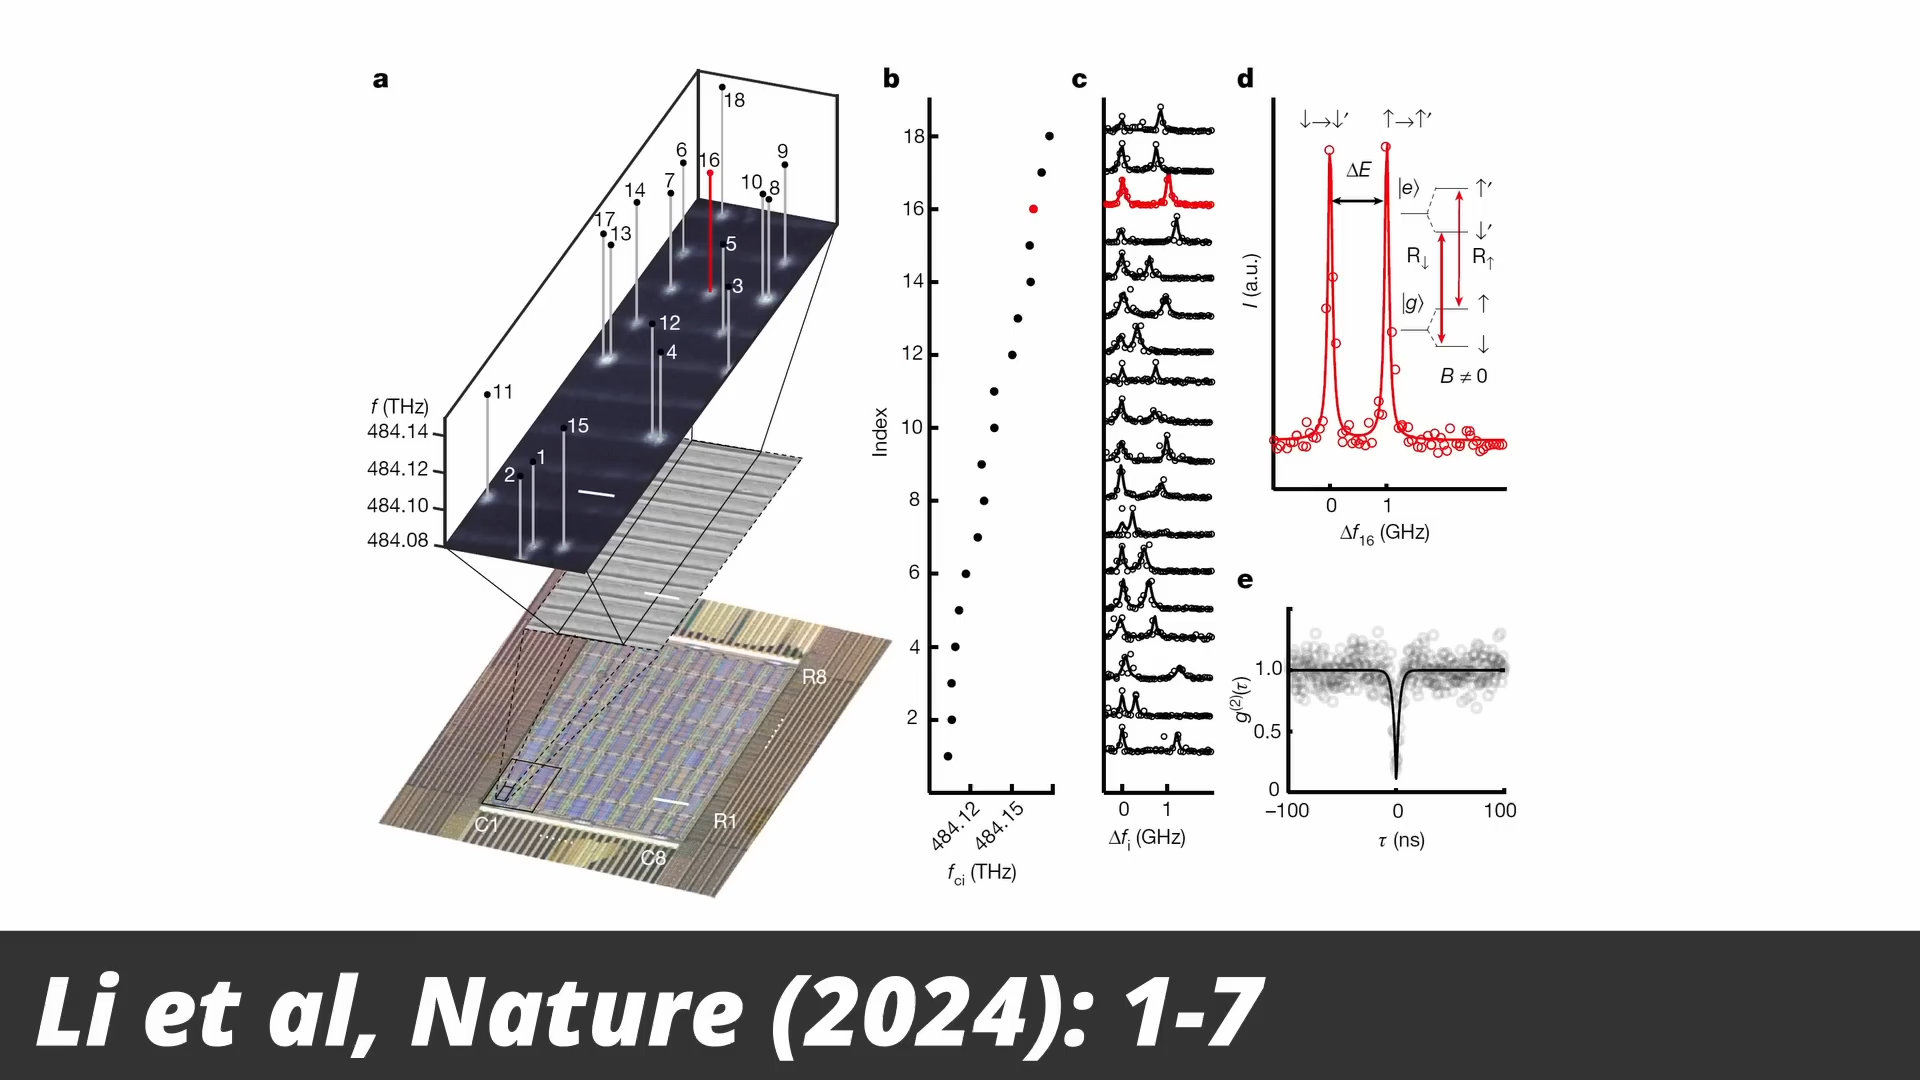 a
18
6
16
9
7
10
8
14
17
13
5
3
12
4
11
15
1
2
f (THz)
484.14
484.12
484.10
484.08
R8
R1
C1
C8
b
Index
18
16
14
12
10
8
6
4
2
484.12
484.15
fci (THz)
c
0
1
Δfi (GHz)
d
↓→↓′
↑→↑′
ΔE
|e⟩
↑′
↓′
R↓
R↑
|g⟩
↑
↓
B ≠ 0
I (a.u.)
0
1
Δf16 (GHz)
e
g(2)(τ)
1.0
0.5
0
−100
0
100
τ (ns)
Li et al, Nature (2024): 1-7